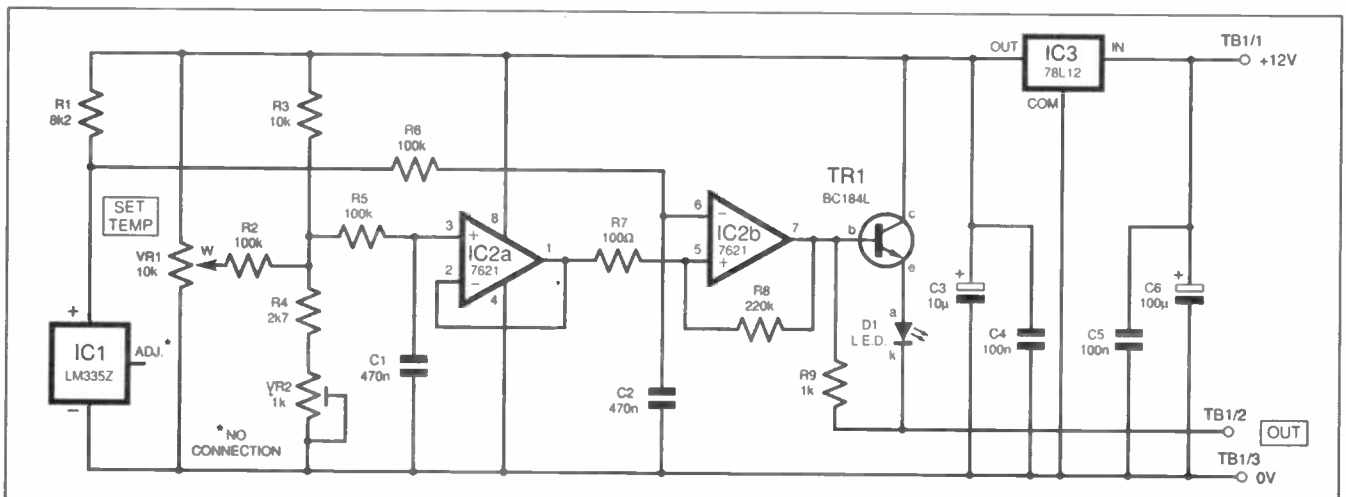 OUT
IC3
78L12
IN
COM
TB1/1
+12V
R1
8k2
R3
10k
R6
100k
TR1
BC184L
SET
TEMP
VR1
10k
W
R2
100k
R5
100k
3
+
2
-
8
IC2a
7621
4
1
R7
100Ω
6
-
5
+
IC2b
7621
7
b
c
e
R4
2k7
R8
220k
C3
10µ
+
C6
100µ
+
+
IC1
LM335Z
-
ADJ.*
VR2
1k
C1
470n
C2
470n
D1
L.E.D.
a
k
R9
1k
C4
100n
C5
100n
*NO
CONNECTION
TB1/2
OUT
TB1/3
0V